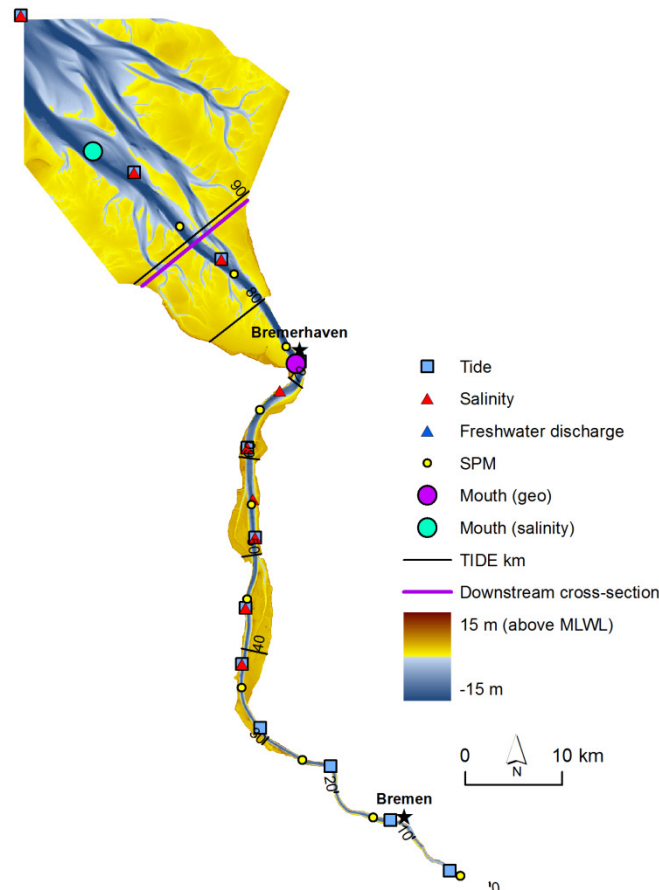 90
80
Bremerhaven
70
60
50
40
30
20'
Bremen
'10'
'0
Tide
Salinity
Freshwater discharge
SPM
Mouth (geo)
Mouth (salinity)
TIDE km
Downstream cross-section
15 m (above MLWL)
-15 m
0 10 km
N